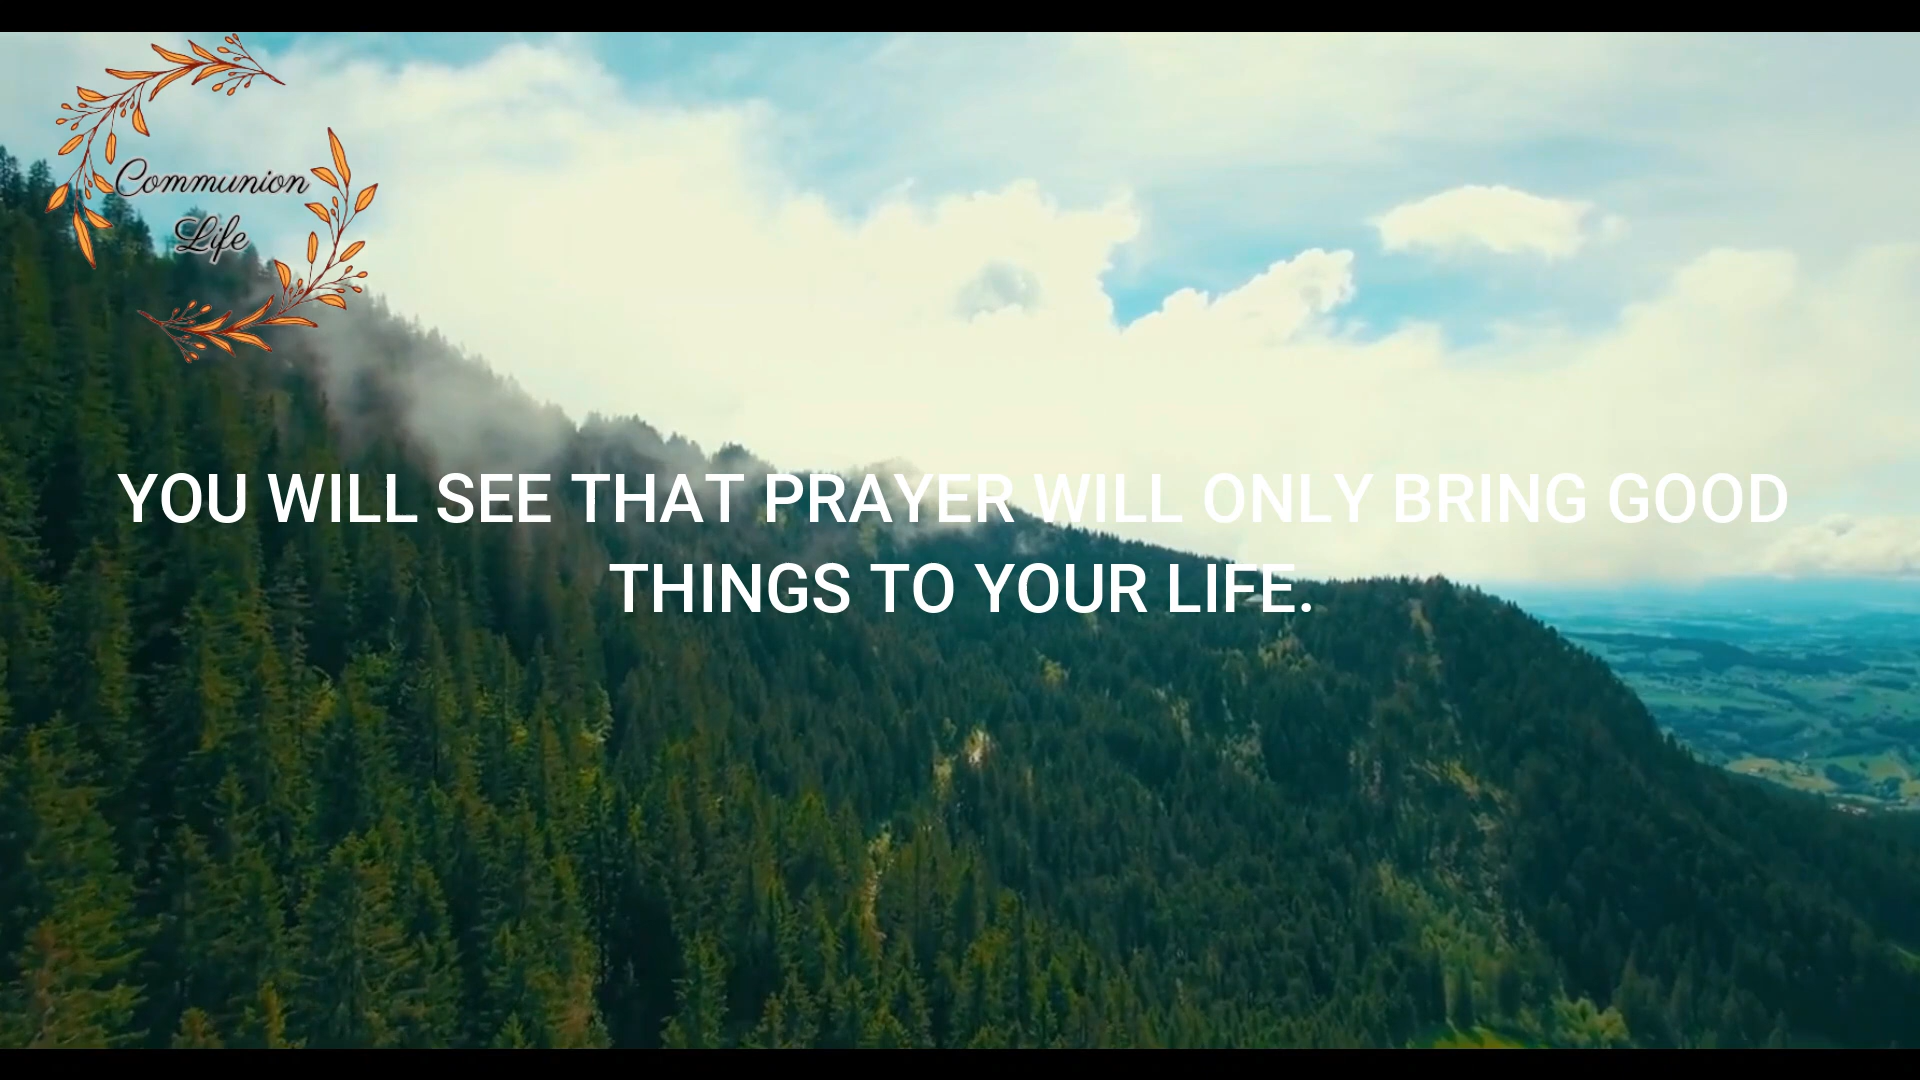 Communion
Life
YOU WILL SEE THAT PRAYER WILL ONLY BRING GOOD
THINGS TO YOUR LIFE.